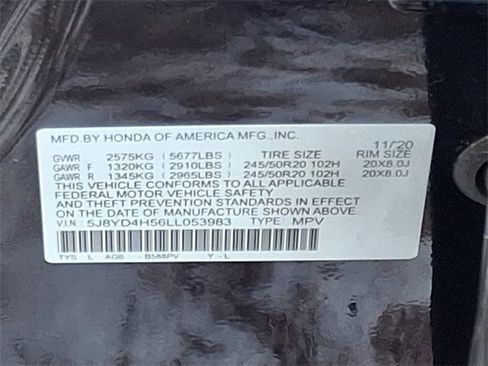 MFD.BY HONDA OF AMERICA MFG.,INC. 11/20
GVWR 2575KG (5677LBS) TIRE SIZE RIM SIZE
GAWR F 1320KG (2910LBS) 245/50R20 102H 20X8.0J
GAWR R 1345KG (2965LBS) 245/50R20 102H 20X8.0J
THIS VEHICLE CONFORMS TO ALL APPLICABLE
FEDERAL MOTOR VEHICLE SAFETY
STANDARDS IN EFFECT ON THE DATE
OF MANUFACTURE SHOWN ABOVE.
V.I.N.: 5J8YD4H56LL053983 TYPE: MPV
TYS L AG6 B588PV Y-L